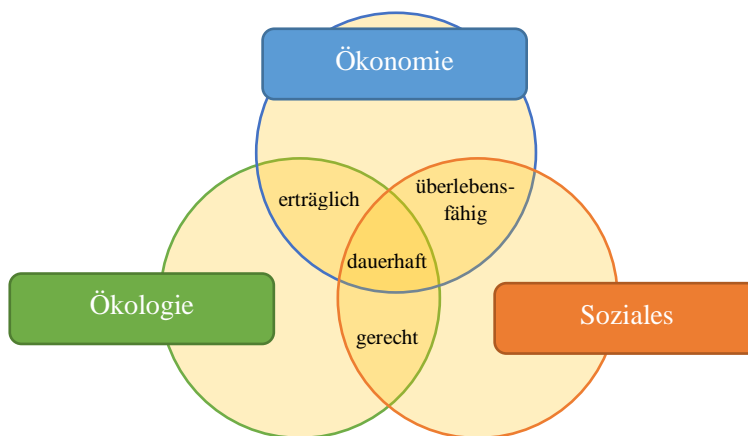 Ökonomie
erträglich
überlebens-
fähig
dauerhaft
Ökologie
Soziales
gerecht